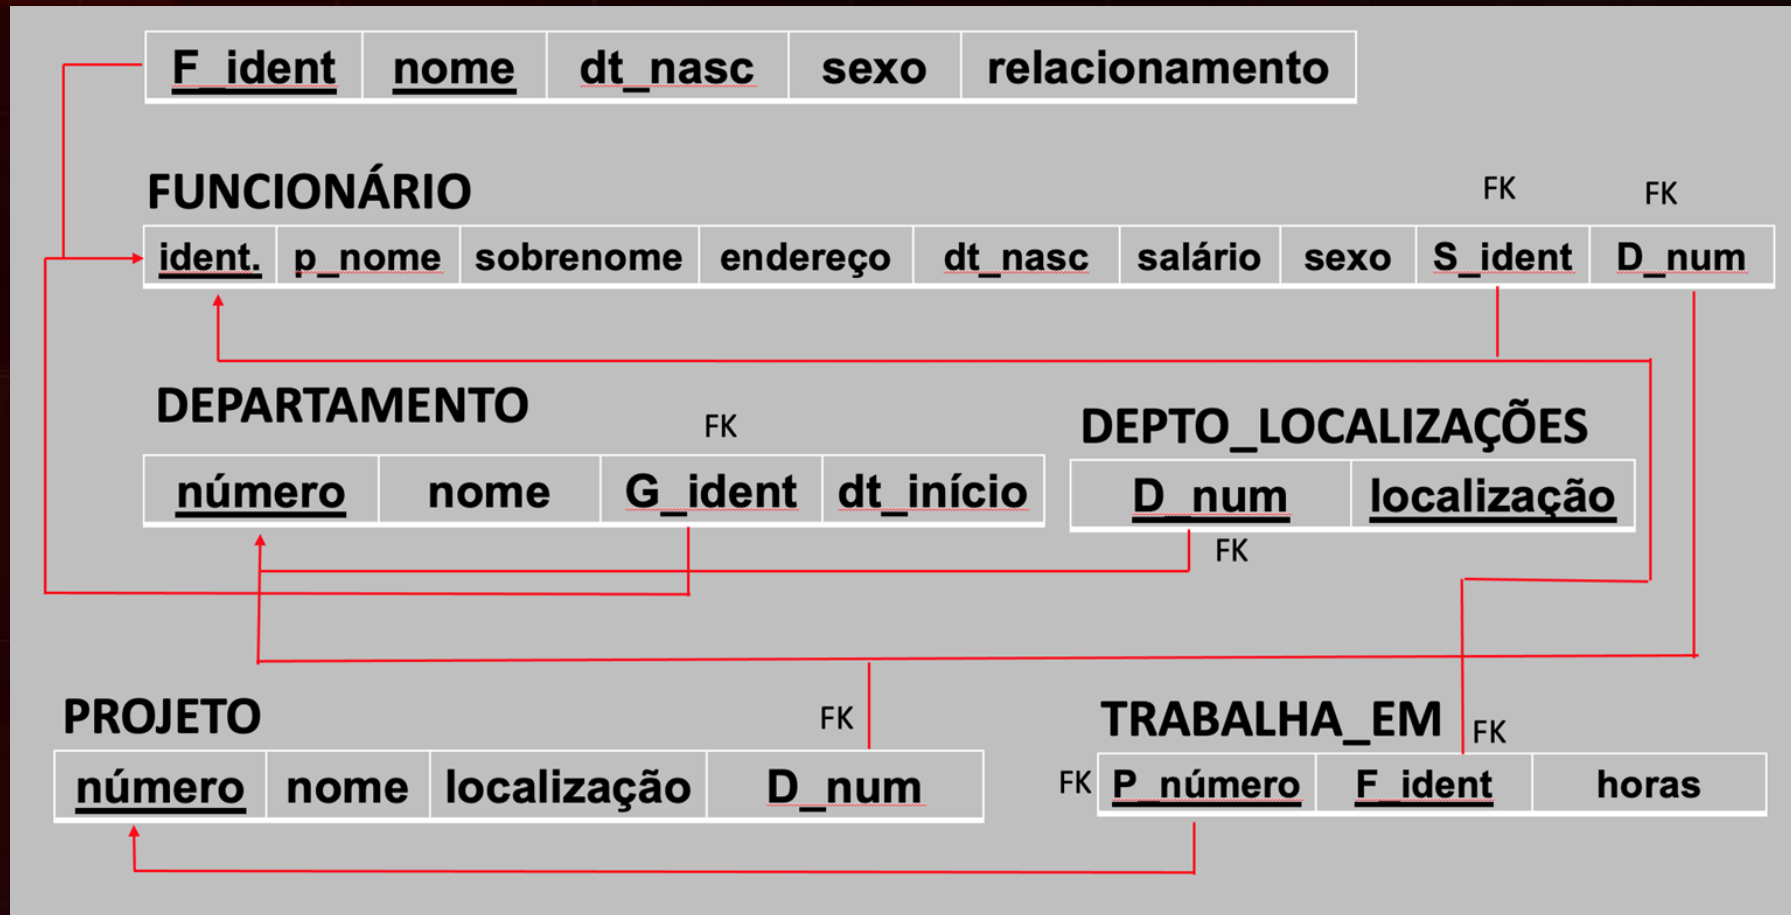 F_ident nome dt_nasc sexo relacionamento
FUNCIONÁRIO FK FK
ident. p_nome sobrenome endereço dt_nasc salário sexo S_ident D_num
DEPARTAMENTO FK
número nome G_ident dt_início
DEPTO_LOCALIZAÇÕES
D_num localização
FK
PROJETO FK
número nome localização D_num
TRABALHA_EM FK
FK P_número F_ident horas